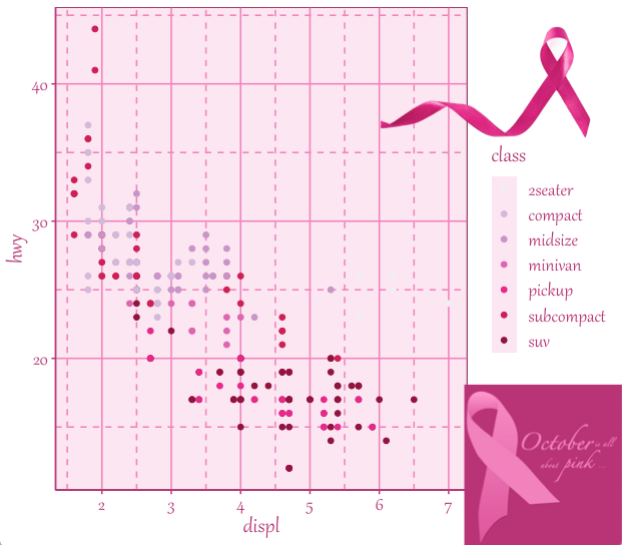 40
30
20
hwy
2
3
4
5
6
7
displ
class
2seater
compact
midsize
minivan
pickup
subcompact
suv
October is all
about pink ...